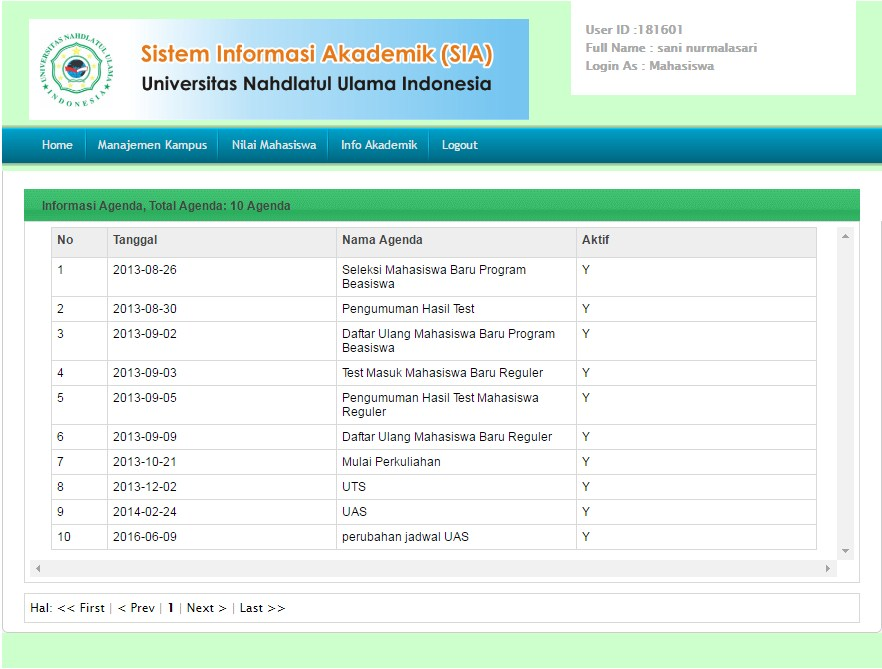 UNIVERSITAS NAHDLATUL ULAMA
INDONESIA
Sistem Informasi Akademik (SIA)
Universitas Nahdlatul Ulama Indonesia
User ID :181601
Full Name : sani nurmalasari
Login As : Mahasiswa
Home Manajemen Kampus Nilai Mahasiswa Info Akademik Logout
Informasi Agenda, Total Agenda: 10 Agenda
No Tanggal Nama Agenda Aktif
1 2013-08-26 Seleksi Mahasiswa Baru Program Y
Beasiswa
2 2013-08-30 Pengumuman Hasil Test Y
3 2013-09-02 Daftar Ulang Mahasiswa Baru Program Y
Beasiswa
4 2013-09-03 Test Masuk Mahasiswa Baru Reguler Y
5 2013-09-05 Pengumuman Hasil Test Mahasiswa Y
Reguler
6 2013-09-09 Daftar Ulang Mahasiswa Baru Reguler Y
7 2013-10-21 Mulai Perkuliahan Y
8 2013-12-02 UTS Y
9 2014-02-24 UAS Y
10 2016-06-09 perubahan jadwal UAS Y
Hal: << First | < Prev | 1 | Next > | Last >>